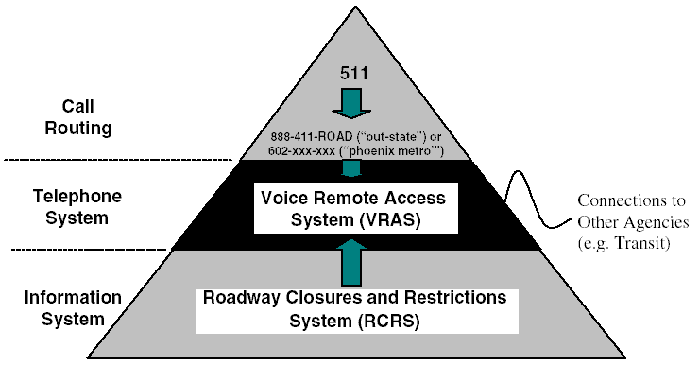 511
Call
Routing
888-411-ROAD ("out-state") or
602-xxx-xxx ("phoenix metro'")
Telephone
System
Voice Remote Access
System (VRAS)
Connections to
Other Agencies
(e.g. Transit)
Information
System
Roadway Closures and Restrictions
System (RCRS)